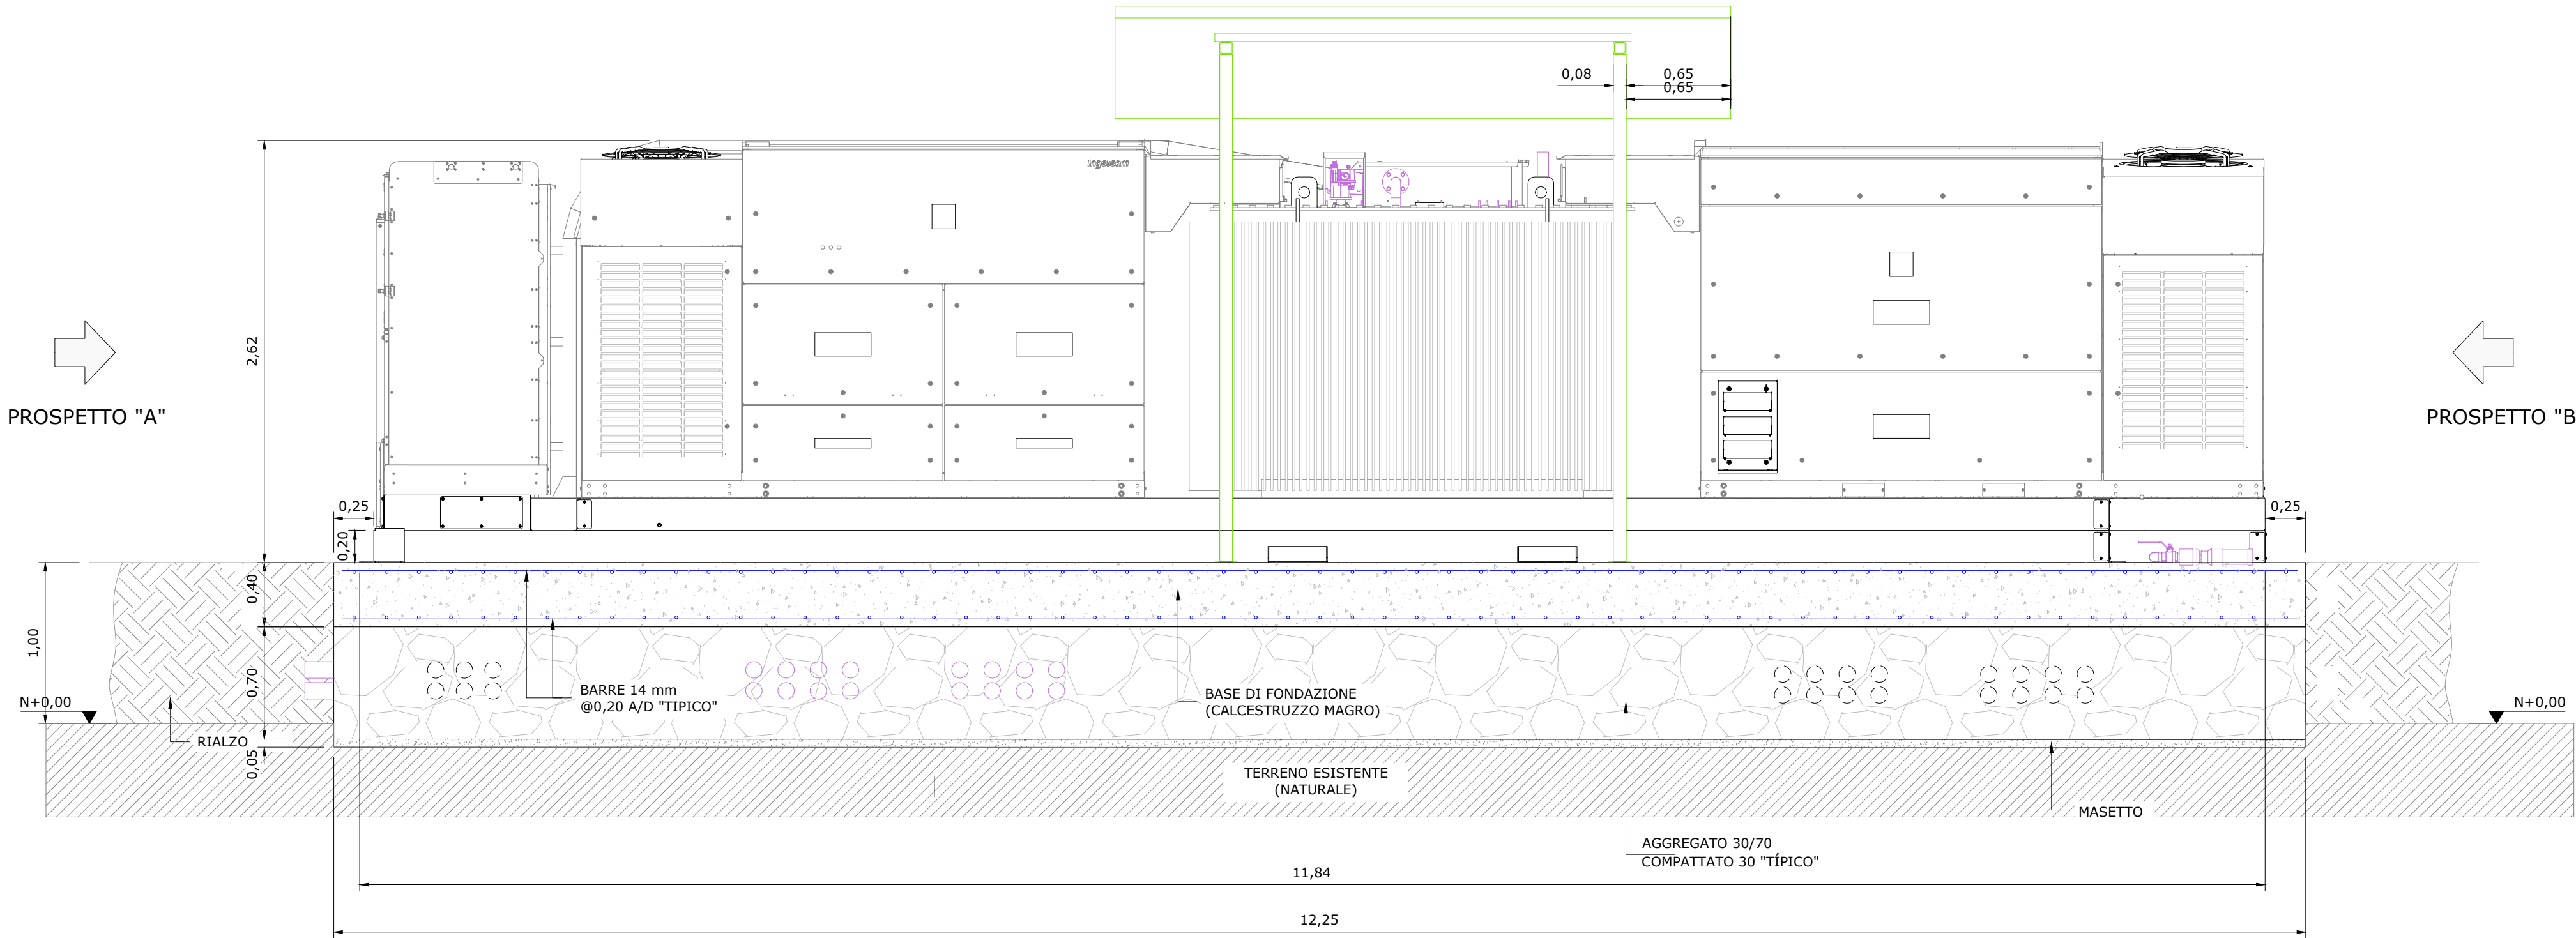 0,08
0,65
0,65
Ingeteam
2,62
PROSPETTO "A"
PROSPETTO "B
0,25
0,20
0,25
0,40
1,00
0,70
BARRE 14 mm
@0,20 A/D "TIPICO"
BASE DI FONDAZIONE
(CALCESTRUZZO MAGRO)
N+0,00
N+0,00
RIALZO
0,05
TERRENO ESISTENTE
(NATURALE)
MASETTO
AGGREGATO 30/70
COMPATTATO 30 "TÍPICO"
11,84
12,25